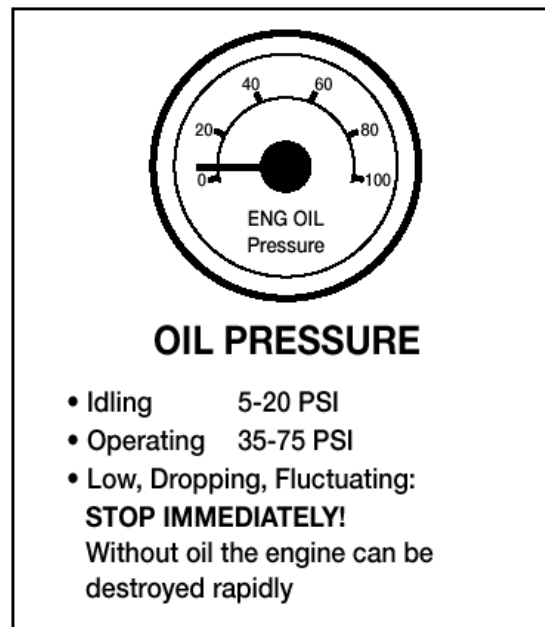 40 60
20 80
0 100
ENG OIL
Pressure
OIL PRESSURE
• Idling 5-20 PSI
• Operating 35-75 PSI
• Low, Dropping, Fluctuating:
STOP IMMEDIATELY!
Without oil the engine can be
destroyed rapidly